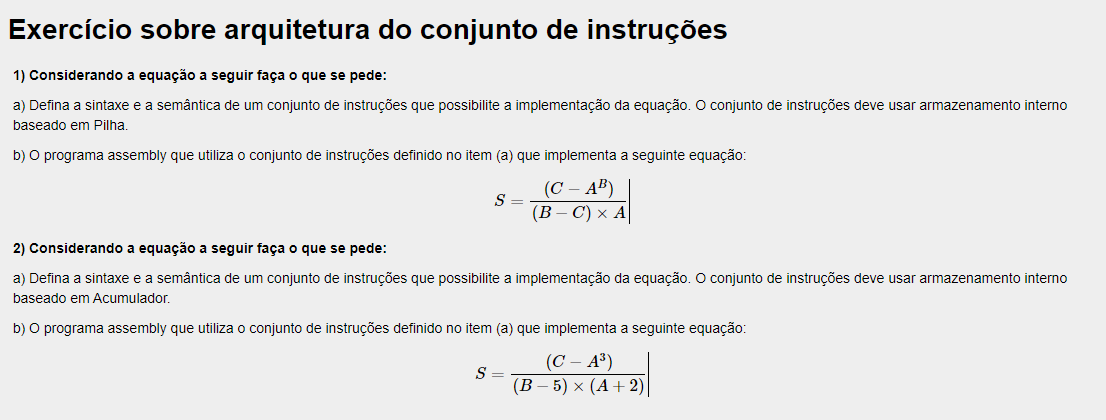 Exercício sobre arquitetura do conjunto de instruções
1) Considerando a equação a seguir faça o que se pede:
a) Defina a sintaxe e a semântica de um conjunto de instruções que possibilite a implementação da equação. O conjunto de instruções deve usar armazenamento interno
baseado em Pilha.
b) O programa assembly que utiliza o conjunto de instruções definido no item (a) que implementa a seguinte equação:
S = \frac{(C - A^B)}{(B - C) \times A}
2) Considerando a equação a seguir faça o que se pede:
a) Defina a sintaxe e a semântica de um conjunto de instruções que possibilite a implementação da equação. O conjunto de instruções deve usar armazenamento interno
baseado em Acumulador.
b) O programa assembly que utiliza o conjunto de instruções definido no item (a) que implementa a seguinte equação:
S = \frac{(C - A^3)}{(B - 5) \times (A + 2)}